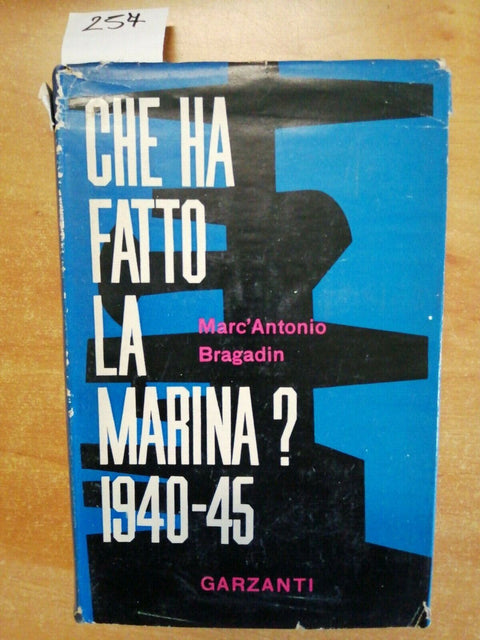 254
CHE HA
FATTO
LA
Marc'Antonio
Bragadin
MARINA?
1940-45
GARZANTI